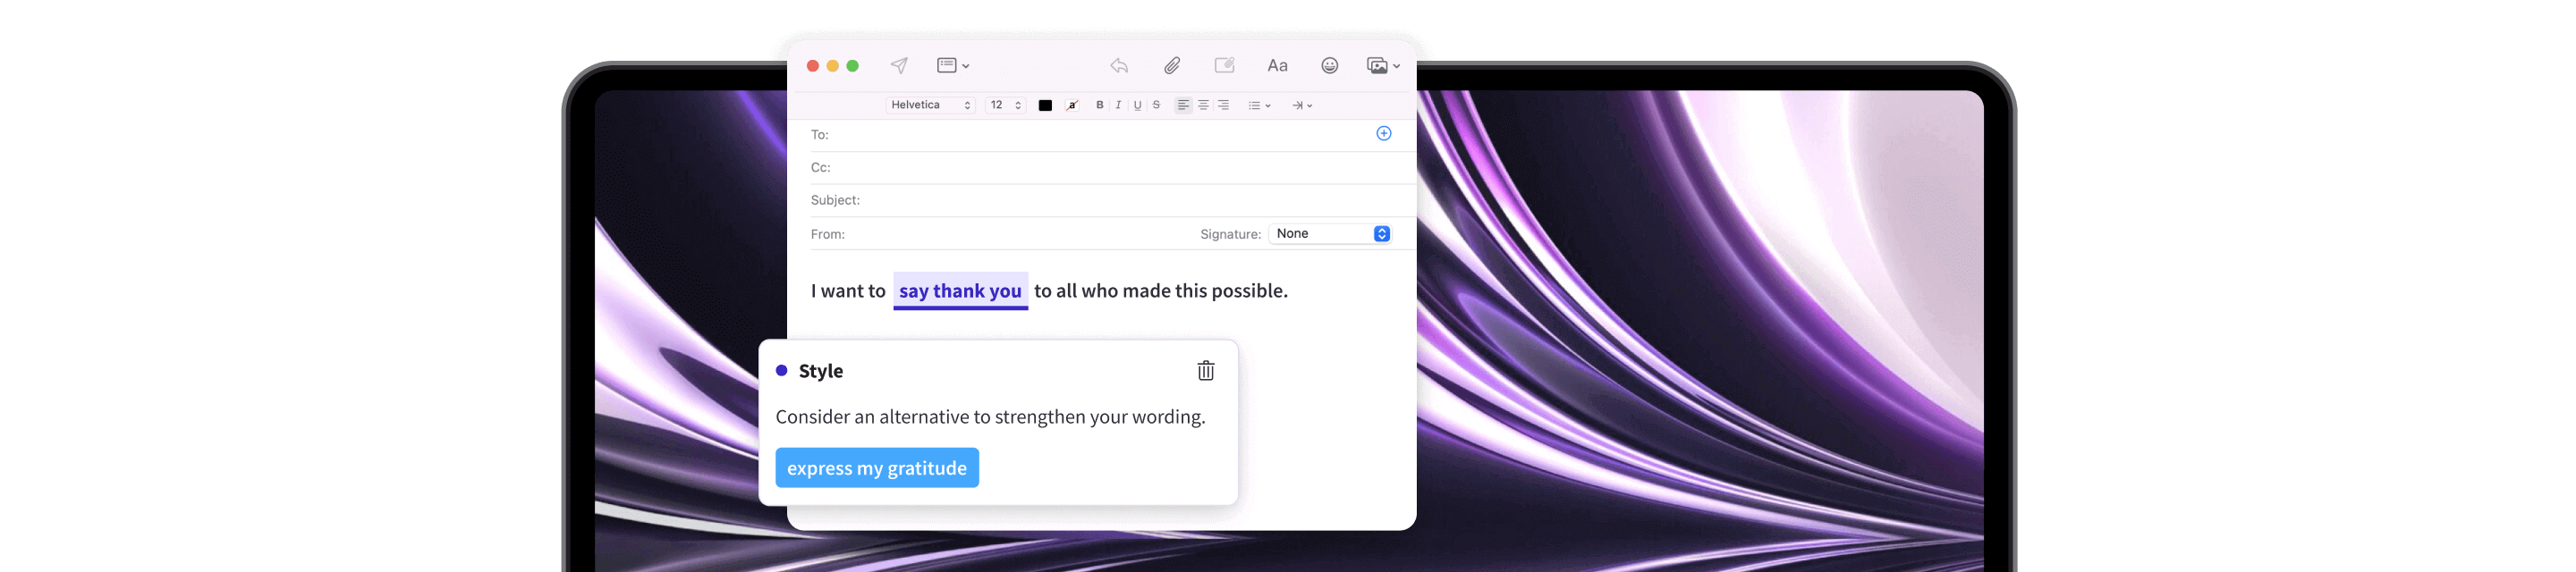 Aa
Helvetica 12 a B I U S
To:
Cc:
Subject:
From: Signature: None
I want to say thank you to all who made this possible.
Style
Consider an alternative to strengthen your wording.
express my gratitude